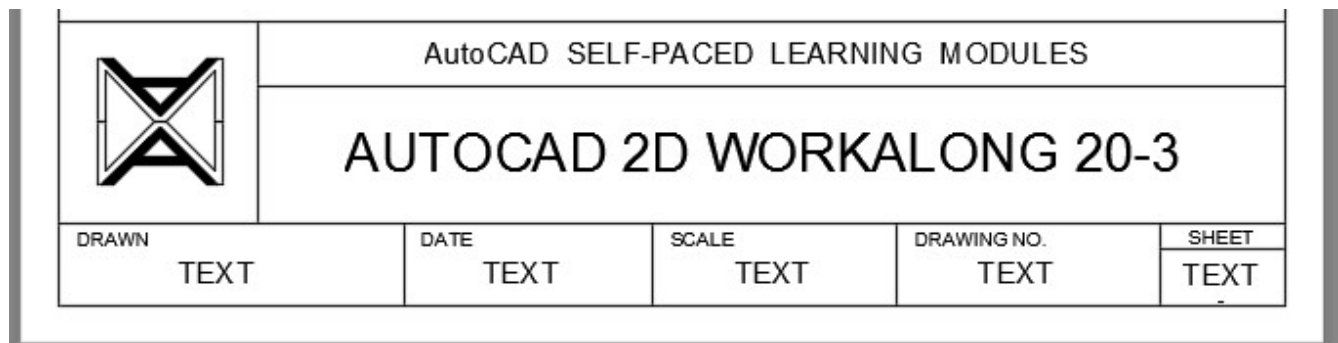 AutoCAD SELF-PACED LEARNING MODULES
AUTOCAD 2D WORKALONG 20-3
DRAWN DATE SCALE DRAWING NO. SHEET
TEXT TEXT TEXT TEXT TEXT
-